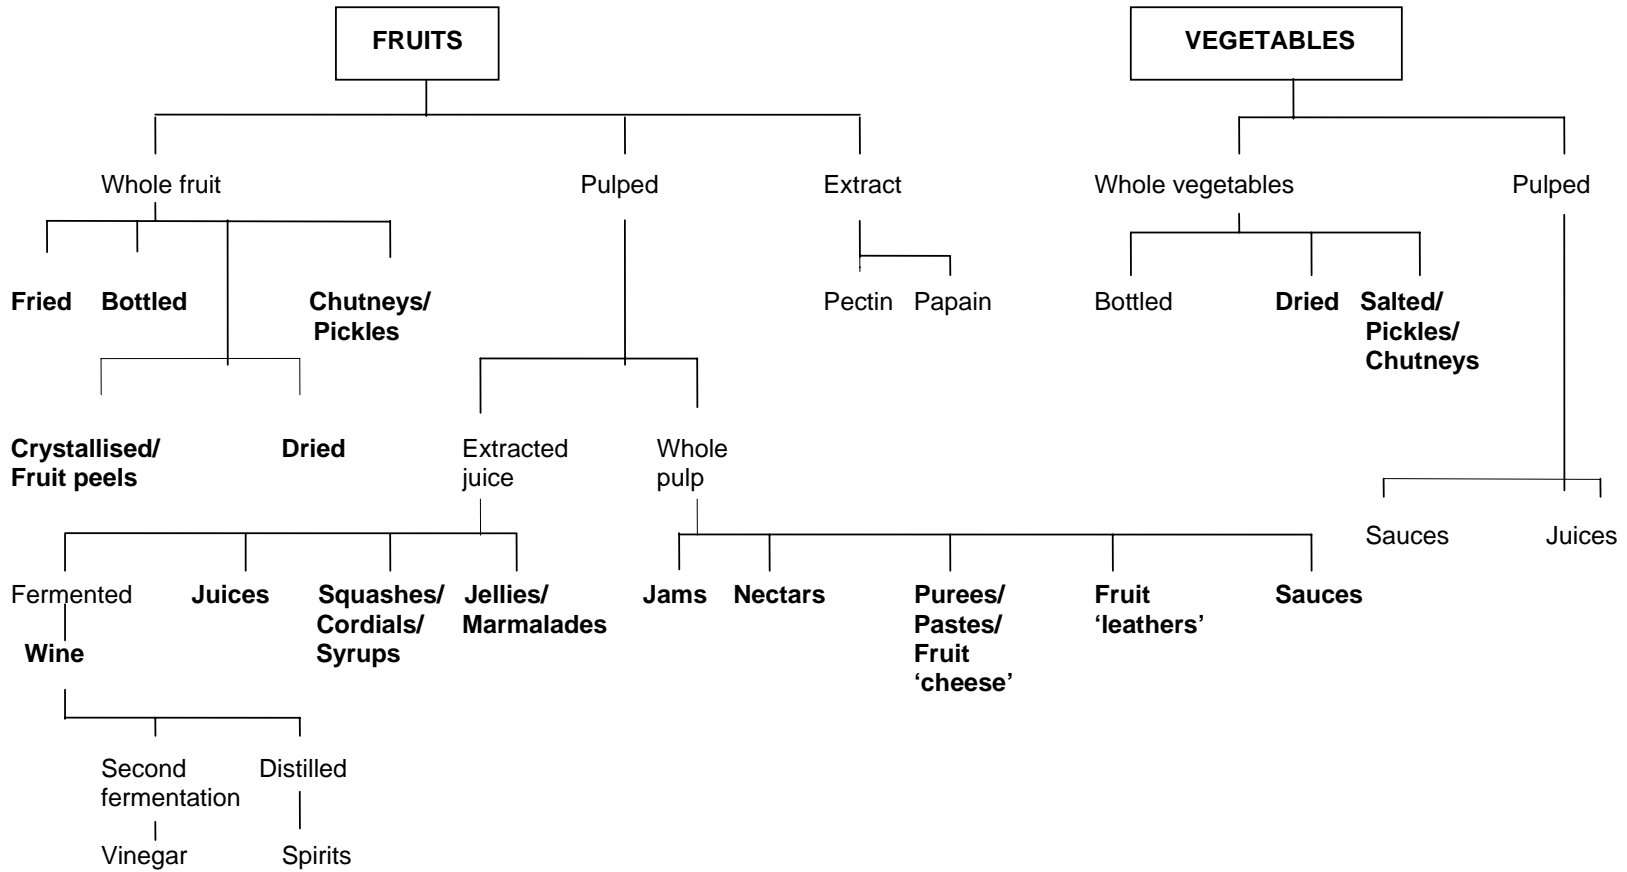 FRUITS
VEGETABLES
Whole fruit
Pulped
Extract
Whole vegetables
Pulped
Fried
Bottled
Chutneys/
Pickles
Pectin
Papain
Bottled
Dried
Salted/
Pickles/
Chutneys
Crystallised/
Fruit peels
Dried
Extracted
juice
Whole
pulp
Sauces
Juices
Fermented
Wine
Juices
Squashes/
Cordials/
Syrups
Jellies/
Marmalades
Jams
Nectars
Purees/
Pastes/
Fruit
‘cheese’
Fruit
‘leathers’
Sauces
Second
fermentation
Distilled
Vinegar
Spirits